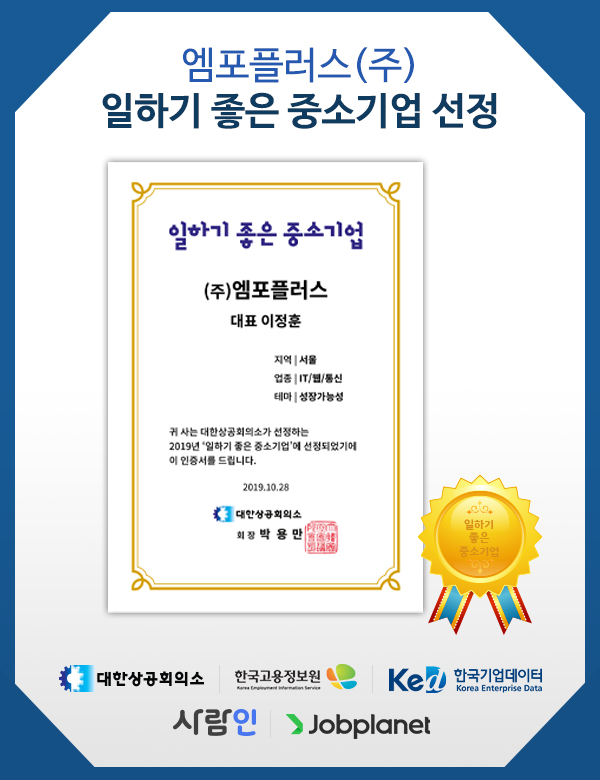 엠포플러스(주)
일하기 좋은 중소기업 선정
일하기 좋은 중소기업
(주)엠포플러스
대표 이정훈
지역 | 서울
업종 | IT/웹/통신
테마 | 성장가능성
귀 사는 대한상공회의소가 선정하는
2019년 ‘일하기 좋은 중소기업’에 선정되었기에
이 인증서를 드립니다.
2019.10.28
대한상공회의소
회장 박 용 만
일하기
좋은
중소기업
대한상공회의소
한국고용정보원
Korea Employment Information Service
Ked 한국기업데이터
Korea Enterprise Data
사람인
Jobplanet